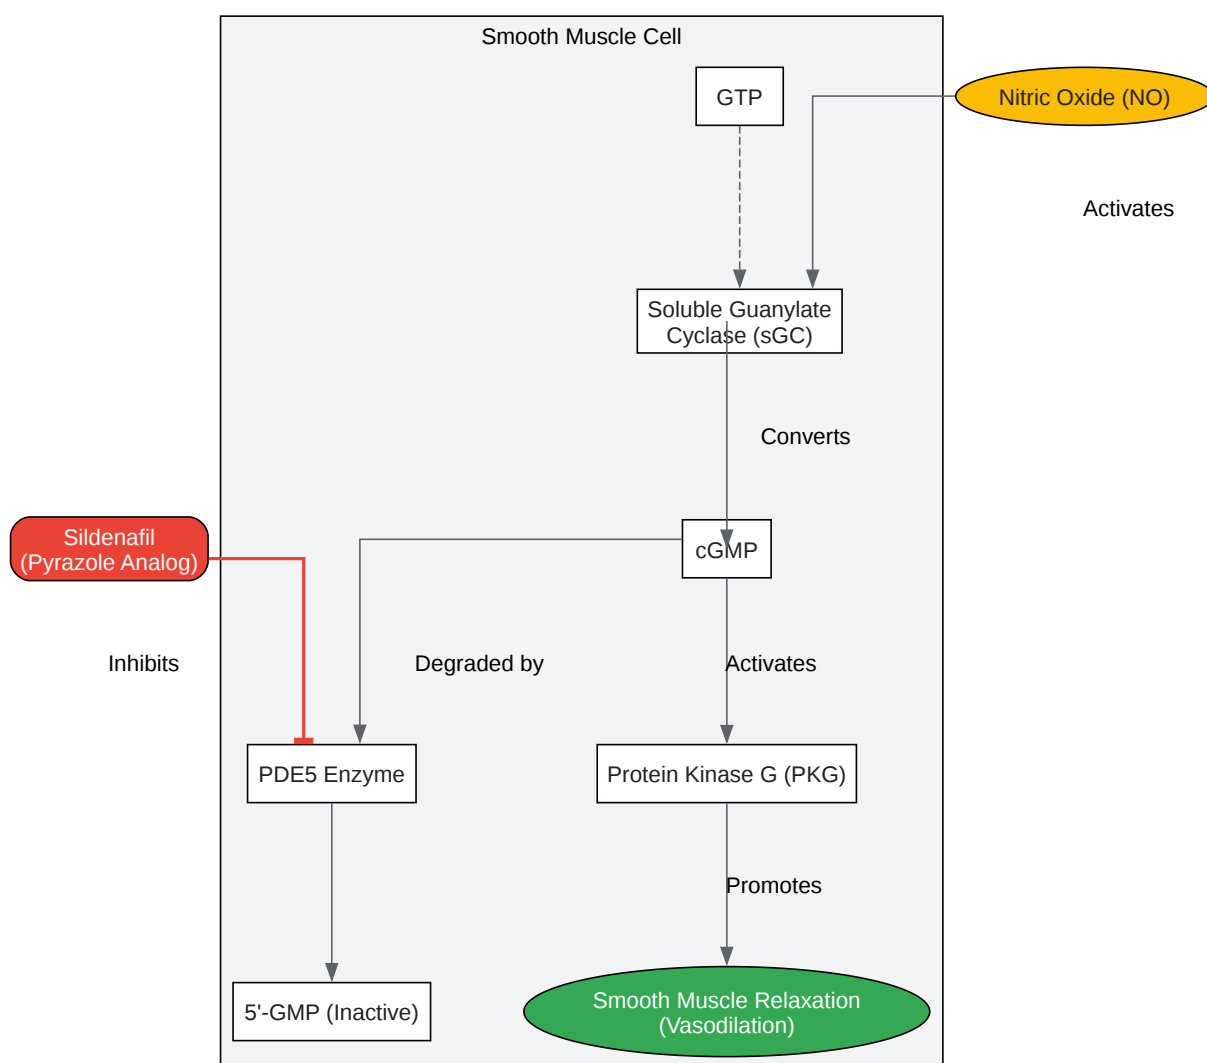 Smooth Muscle Cell
GTP
Nitric Oxide (NO)
Activates
Soluble Guanylate
Cyclase (sGC)
Converts
Sildenafil
(Pyrazole Analog)
cGMP
Inhibits
Degraded by
Activates
PDE5 Enzyme
Protein Kinase G (PKG)
Promotes
5'-GMP (Inactive)
Smooth Muscle Relaxation
(Vasodilation)